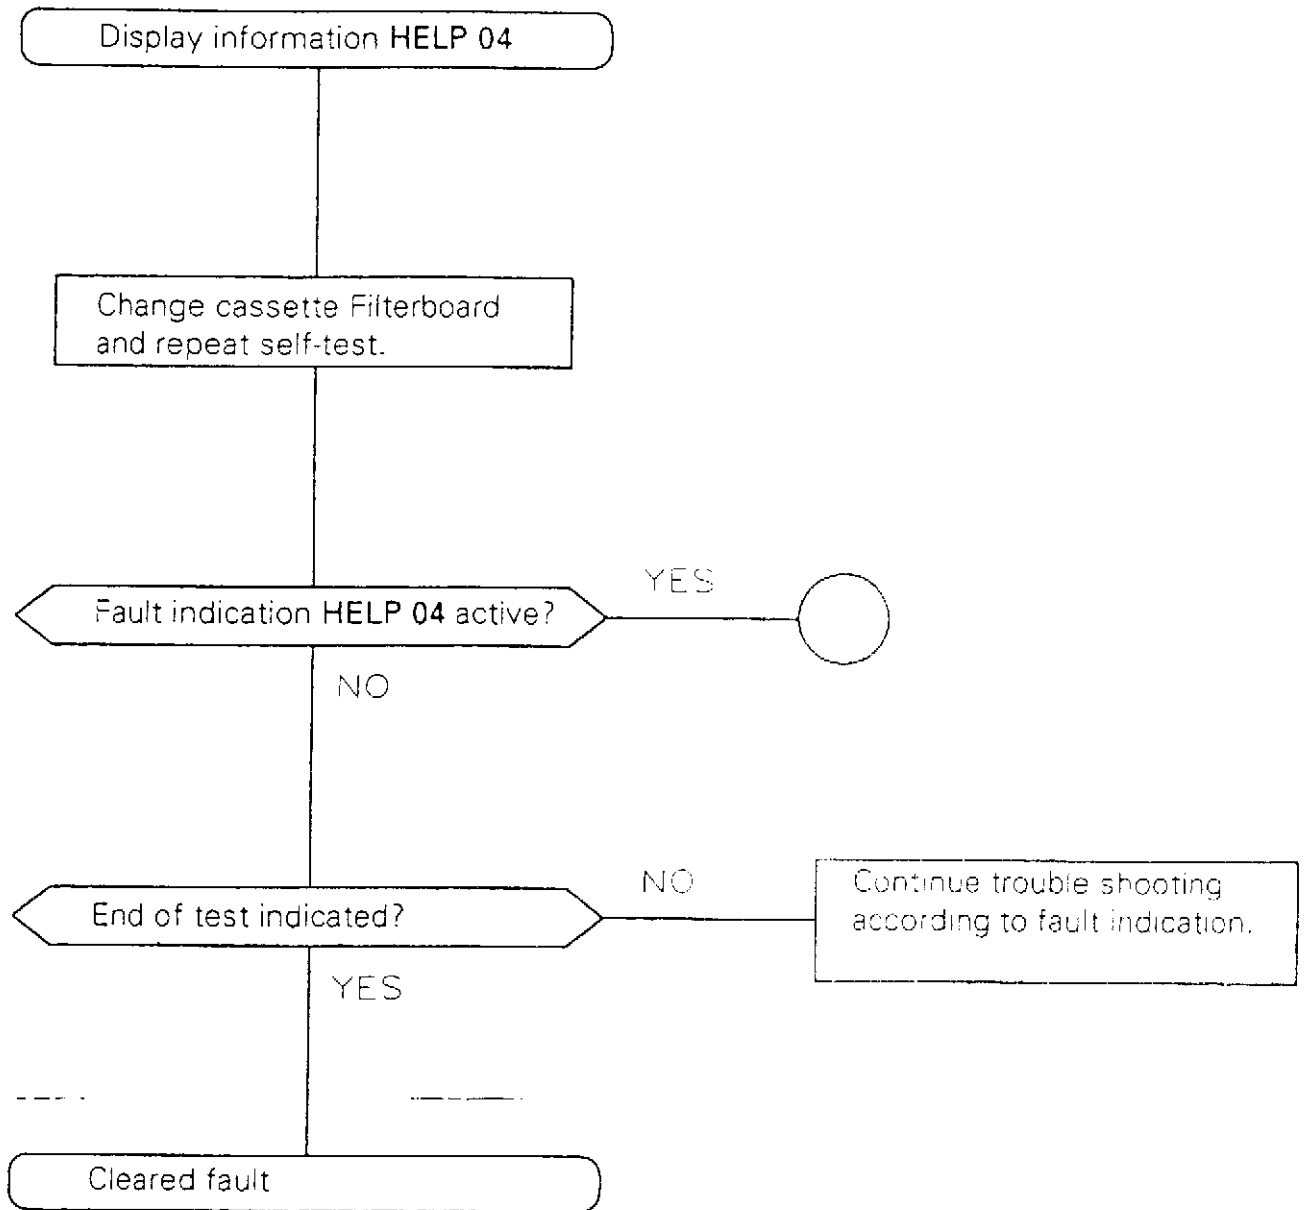 Display information HELP 04
Change cassette Filterboard
and repeat self-test.
Fault indication HELP 04 active?
YES
NO
End of test indicated?
NO
Continue trouble shooting
according to fault indication.
YES
Cleared fault